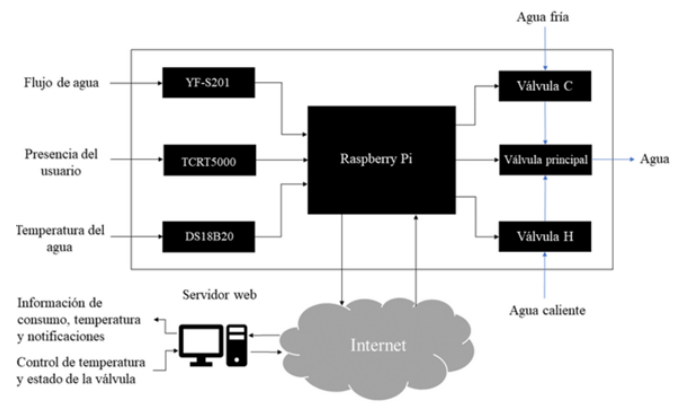 Agua fría
Flujo de agua
YF-S201
Válvula C
Presencia del
usuario
TCRT5000
Raspberry Pi
Válvula principal
Agua
Temperatura del
agua
DS18B20
Válvula H
Agua caliente
Servidor web
Información de
consumo, temperatura
y notificaciones
Control de temperatura
y estado de la válvula
Internet